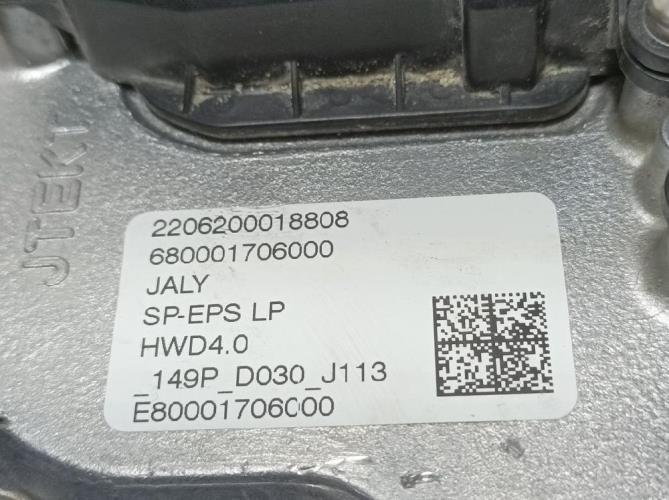 JTEKT
2206200018808
680001706000
JALY
SP-EPS LP
HWD4.0
_149P_D030_J113
E80001706000